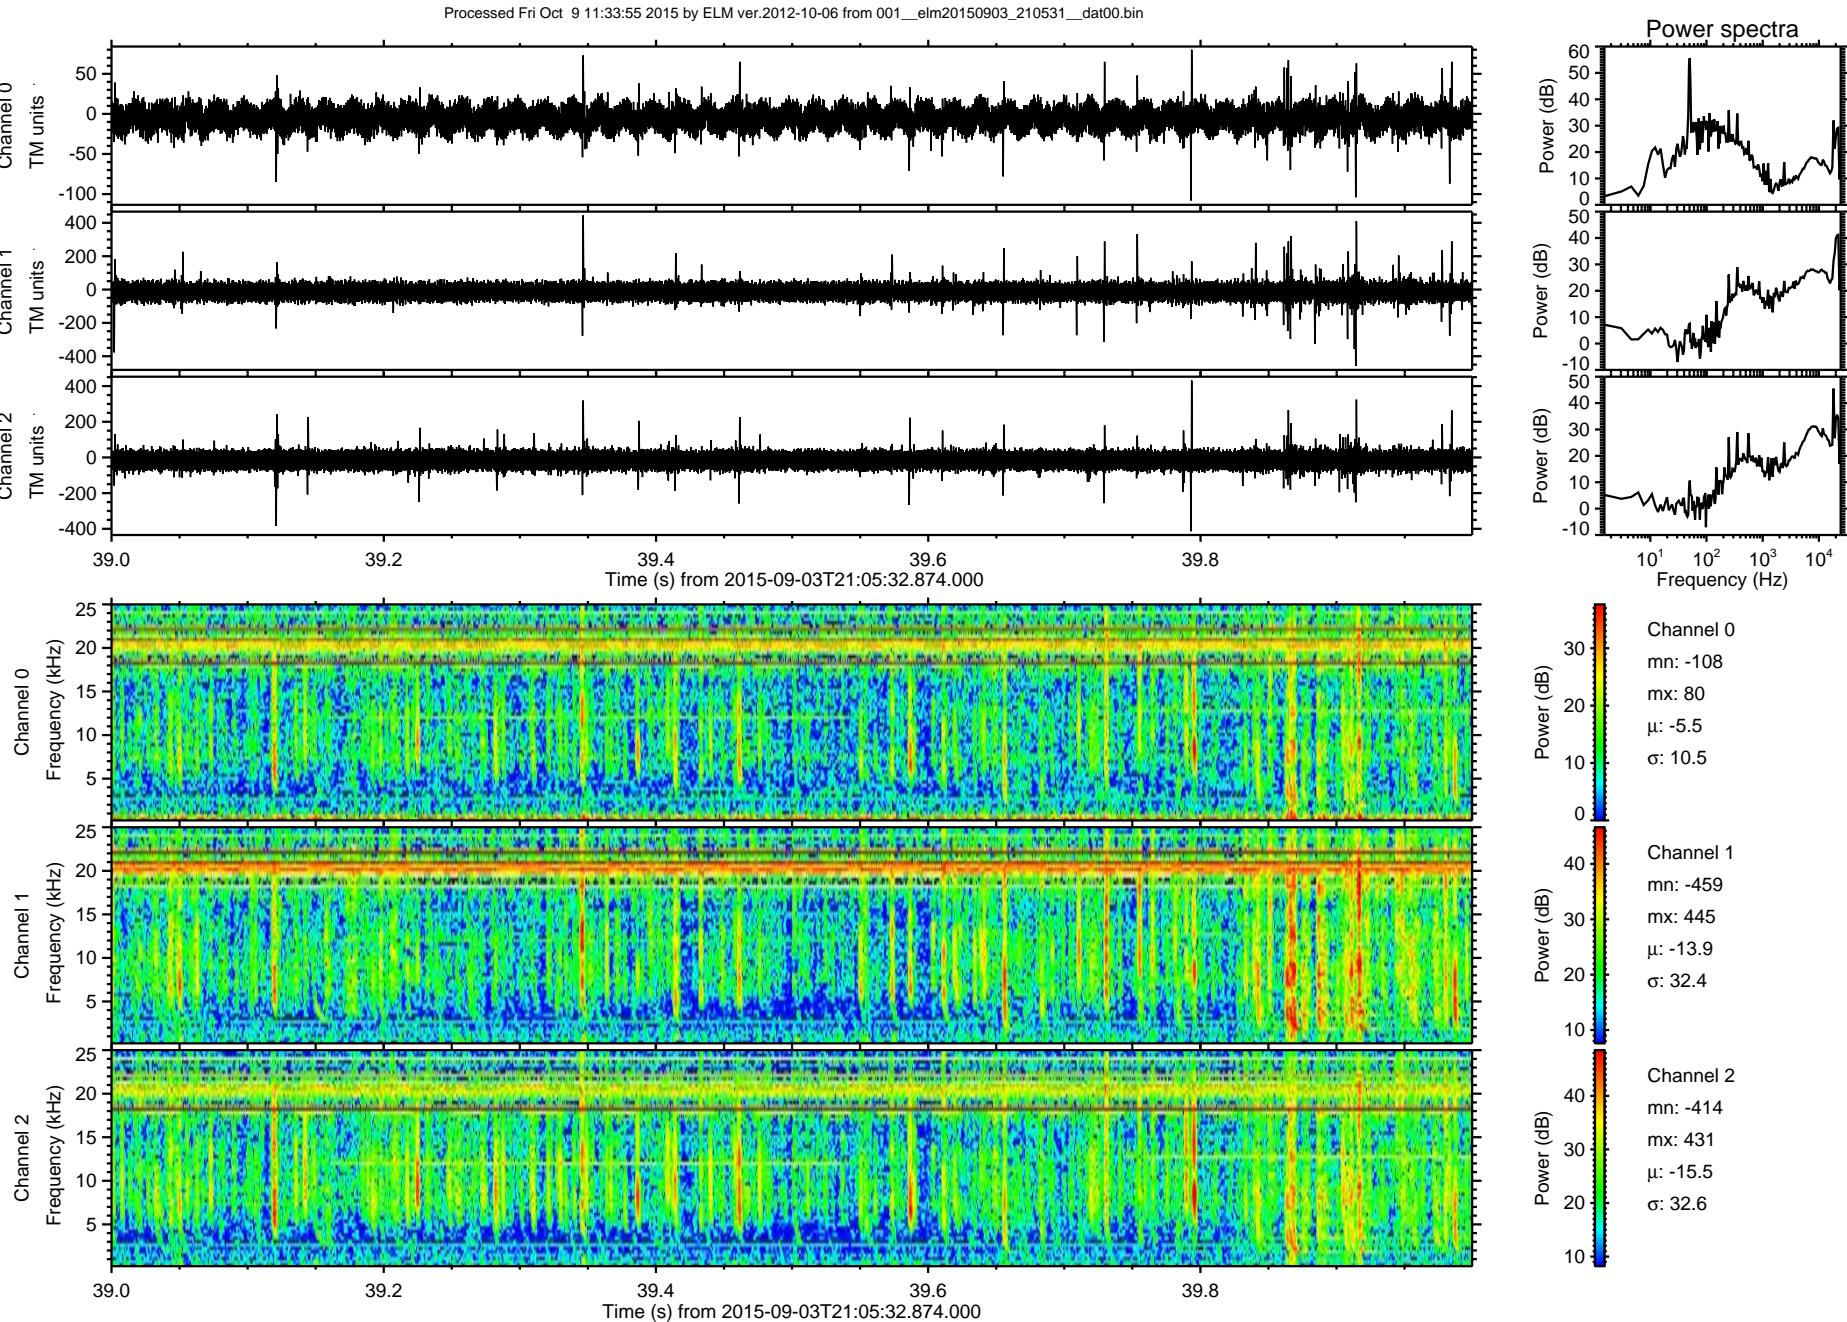 Processed Fri Oct  9 11:33:55 2015 by ELM ver.2012-10-06 from 001__elm20150903_210531__dat00.bin
Power spectra
Channel 0
TM units
50
0
-50
-100
Power (dB)
60
50
40
30
20
10
0
Channel 1
TM units
400
200
0
-200
-400
Power (dB)
50
40
30
20
10
0
-10
Channel 2
TM units
400
200
0
-200
-400
Power (dB)
50
40
30
20
10
0
-10
39.0 39.2 39.4 39.6 39.8
Time (s) from 2015-09-03T21:05:32.874.000
10¹ 10² 10³ 10⁴
Frequency (Hz)
Channel 0
Frequency (kHz)
25
20
15
10
5
Power (dB)
30
20
10
0
Channel 0
mn: -108
mx: 80
μ: -5.5
σ: 10.5
Channel 1
Frequency (kHz)
25
20
15
10
5
Power (dB)
40
30
20
10
Channel 1
mn: -459
mx: 445
μ: -13.9
σ: 32.4
Channel 2
Frequency (kHz)
25
20
15
10
5
Power (dB)
40
30
20
10
Channel 2
mn: -414
mx: 431
μ: -15.5
σ: 32.6
39.0 39.2 39.4 39.6 39.8
Time (s) from 2015-09-03T21:05:32.874.000